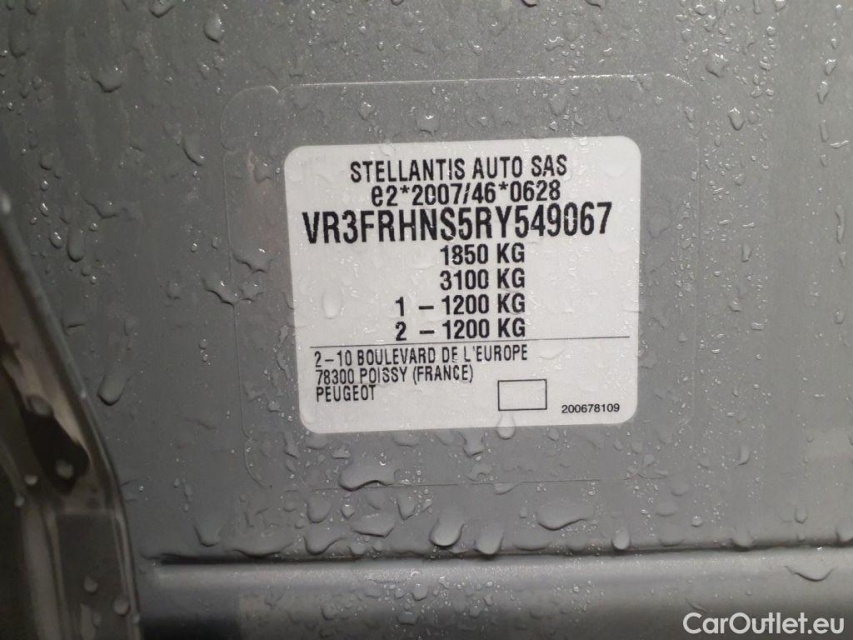 STELLANTIS AUTO SAS
e2*2007/46*0628
VR3FRHNS5RY549067
1850 KG
3100 KG
1 - 1200 KG
2 - 1200 KG
2-10 BOULEVARD DE L'EUROPE
78300 POISSY (FRANCE)
PEUGEOT
200678109
CarOutlet.eu